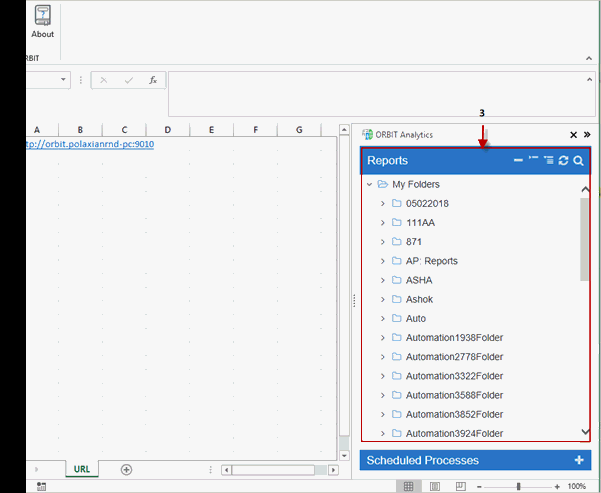 About
RBIT
fx
3
A B C D E F G
ORBIT Analytics
tp://orbit.polaxianrnd-pc:9010
Reports
My Folders
05022018
111AA
871
AP: Reports
ASHA
Ashok
Auto
Automation1938Folder
Automation2778Folder
Automation3322Folder
Automation3588Folder
Automation3852Folder
Automation3924Folder
Scheduled Processes
URL
100%